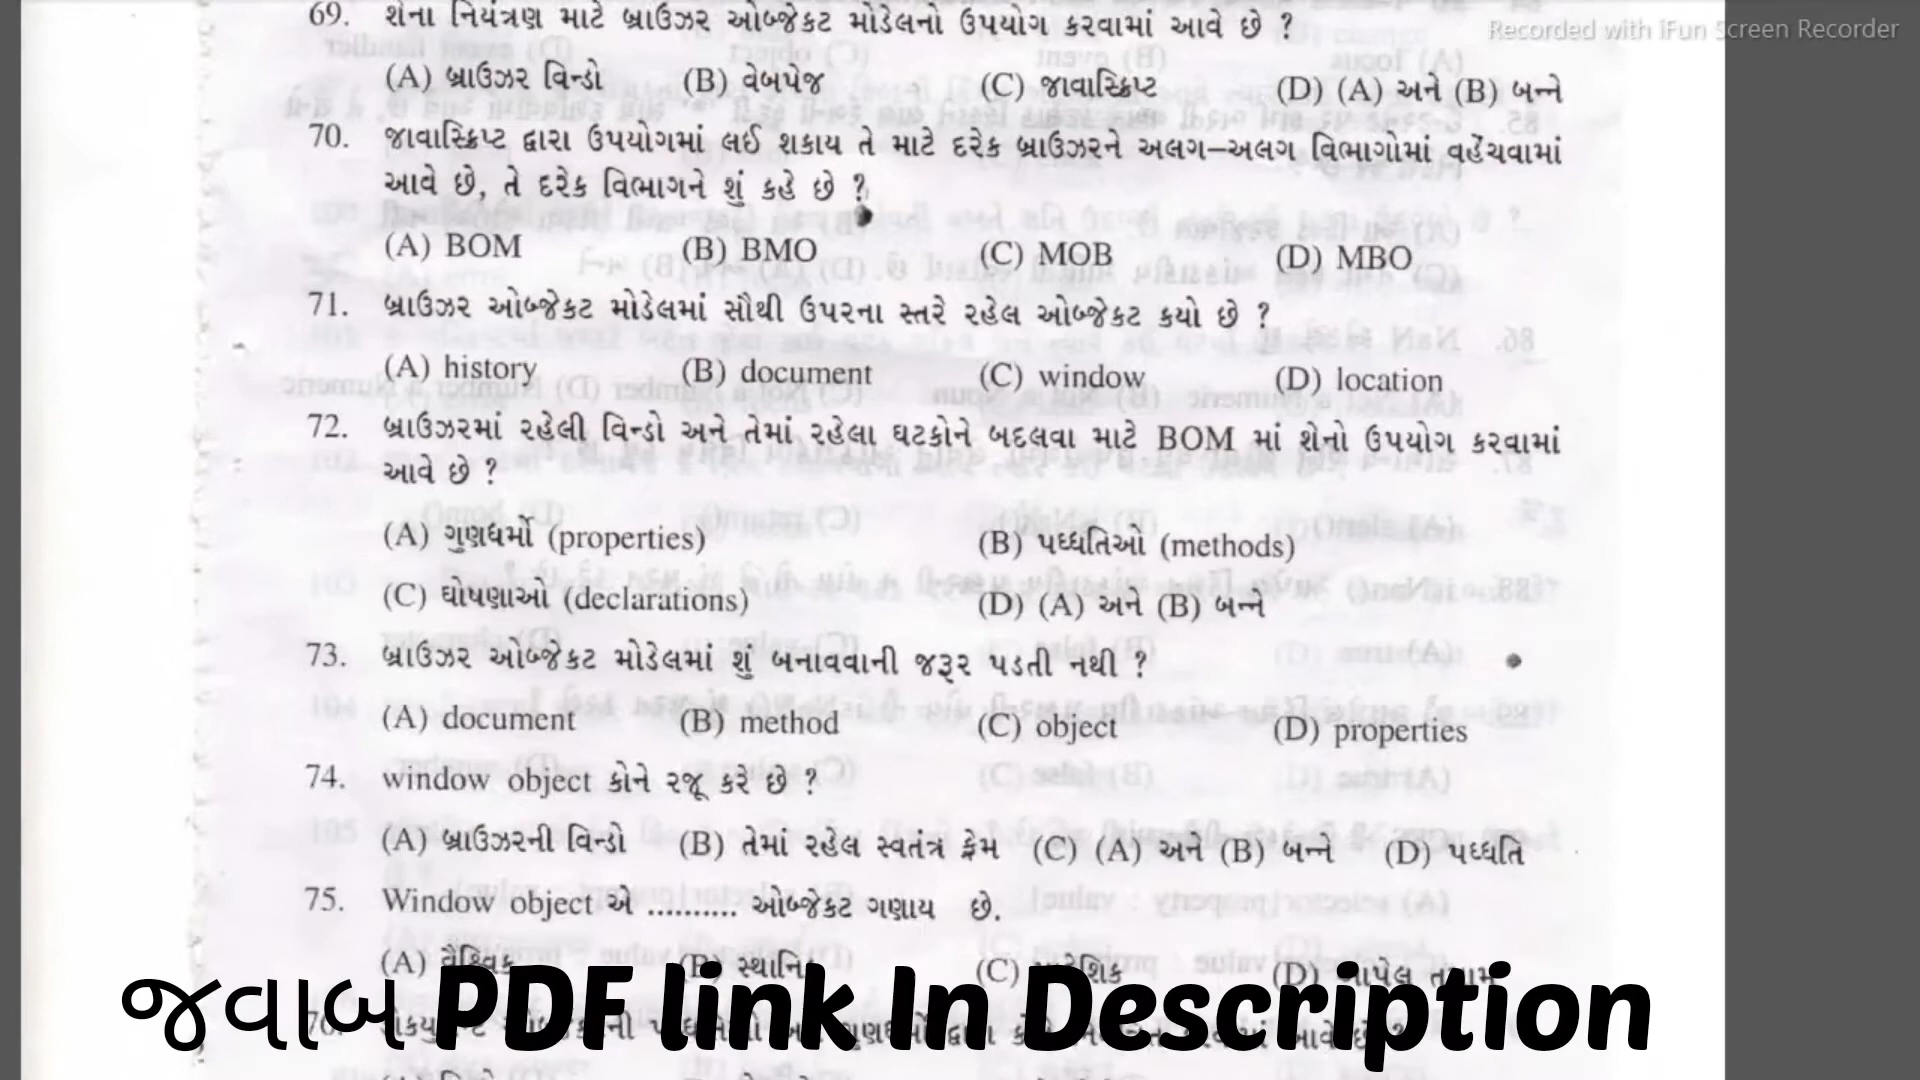 69. શેના નિયંત્રણ માટે બ્રાઉઝર ઓબ્જેક્ટ મોડેલનો ઉપયોગ કરવામાં આવે છે ?
Recorded with iFun Screen Recorder
(A) બ્રાઉઝર વિન્ડો (B) વેબપેજ (C) જાવાસ્ક્રિપ્ટ (D) (A) અને (B) બન્ને
70. જાવાસ્ક્રિપ્ટ દ્વારા ઉપયોગમાં લઈ શકાય તે માટે દરેક બ્રાઉઝરને અલગ-અલગ વિભાગોમાં વહેંચવામાં
આવે છે, તે દરેક વિભાગને શું કહે છે ?
(A) BOM (B) BMO (C) MOB (D) MBO
71. બ્રાઉઝર ઓબ્જેક્ટ મોડેલમાં સૌથી ઉપરના સ્તરે રહેલ ઓબ્જેક્ટ કયો છે ?
(A) history (B) document (C) window (D) location
72. બ્રાઉઝરમાં રહેલી વિન્ડો અને તેમાં રહેલા ઘટકોને બદલવા માટે BOM માં શેનો ઉપયોગ કરવામાં
આવે છે ?
(A) ગુણધર્મો (properties) (B) પધ્ધતિઓ (methods)
(C) ઘોષણાઓ (declarations) (D) (A) અને (B) બન્ને
73. બ્રાઉઝર ઓબ્જેક્ટ મોડેલમાં શું બનાવવાની જરૂર પડતી નથી ?
(A) document (B) method (C) object (D) properties
74. window object કોને રજૂ કરે છે ?
(A) બ્રાઉઝરની વિન્ડો (B) તેમાં રહેલ સ્વતંત્ર ફ્રેમ (C) (A) અને (B) બન્ને (D) પધ્ધતિ
75. Window object એ .......... ઓબ્જેક્ટ ગણાય છે.
(A) વૈશ્વિક (B) (C) (D)
જવાબ PDF link In Description